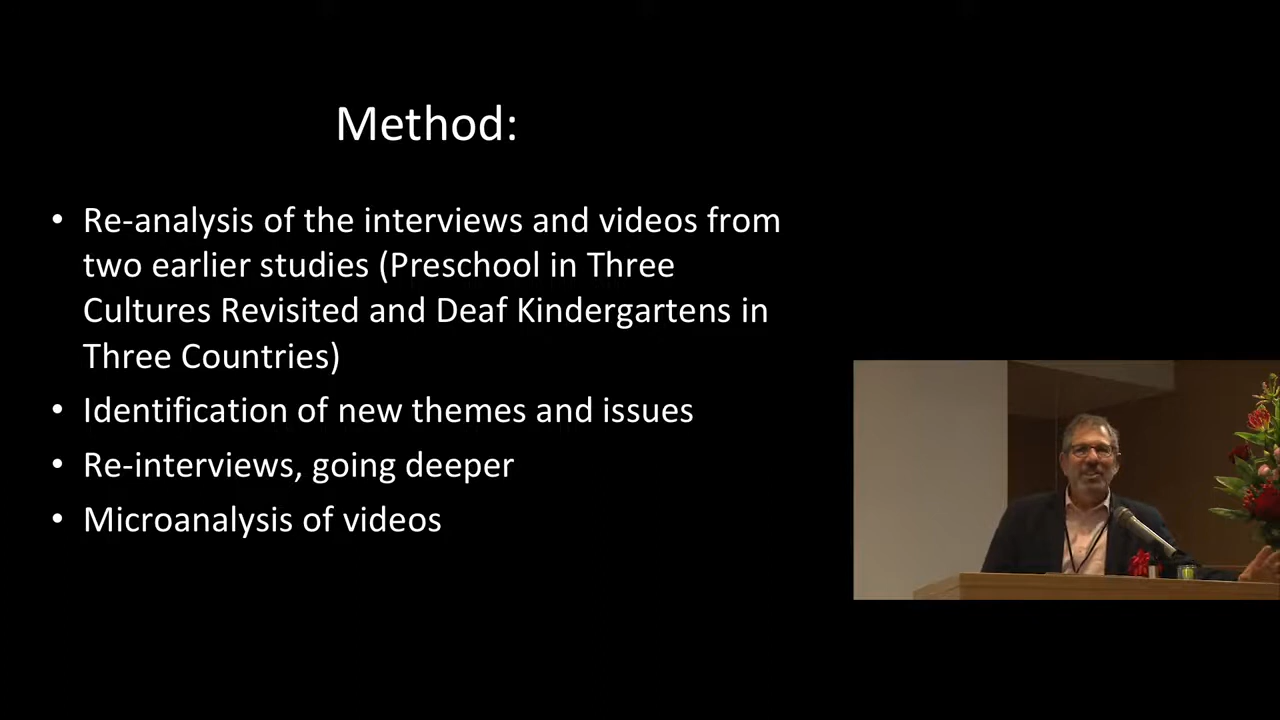 Method:
• Re-analysis of the interviews and videos from
two earlier studies (Preschool in Three
Cultures Revisited and Deaf Kindergartens in
Three Countries)
• Identification of new themes and issues
• Re-interviews, going deeper
• Microanalysis of videos